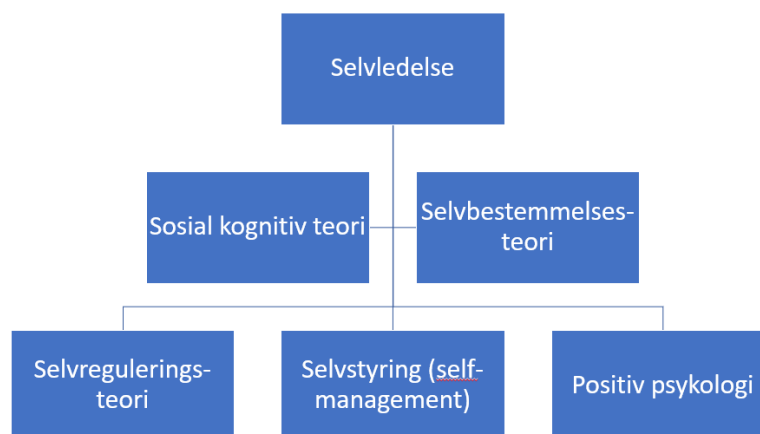 Selvledelse
Sosial kognitiv teori
Selvbestemmelses-
teori
Selvregulerings-
teori
Selvstyring (self-
management)
Positiv psykologi